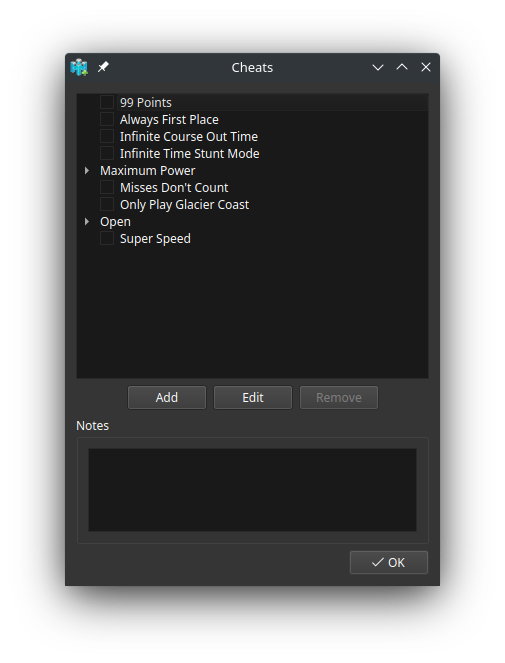 Cheats
99 Points
Always First Place
Infinite Course Out Time
Infinite Time Stunt Mode
Maximum Power
Misses Don't Count
Only Play Glacier Coast
Open
Super Speed
Add
Edit
Remove
Notes
OK